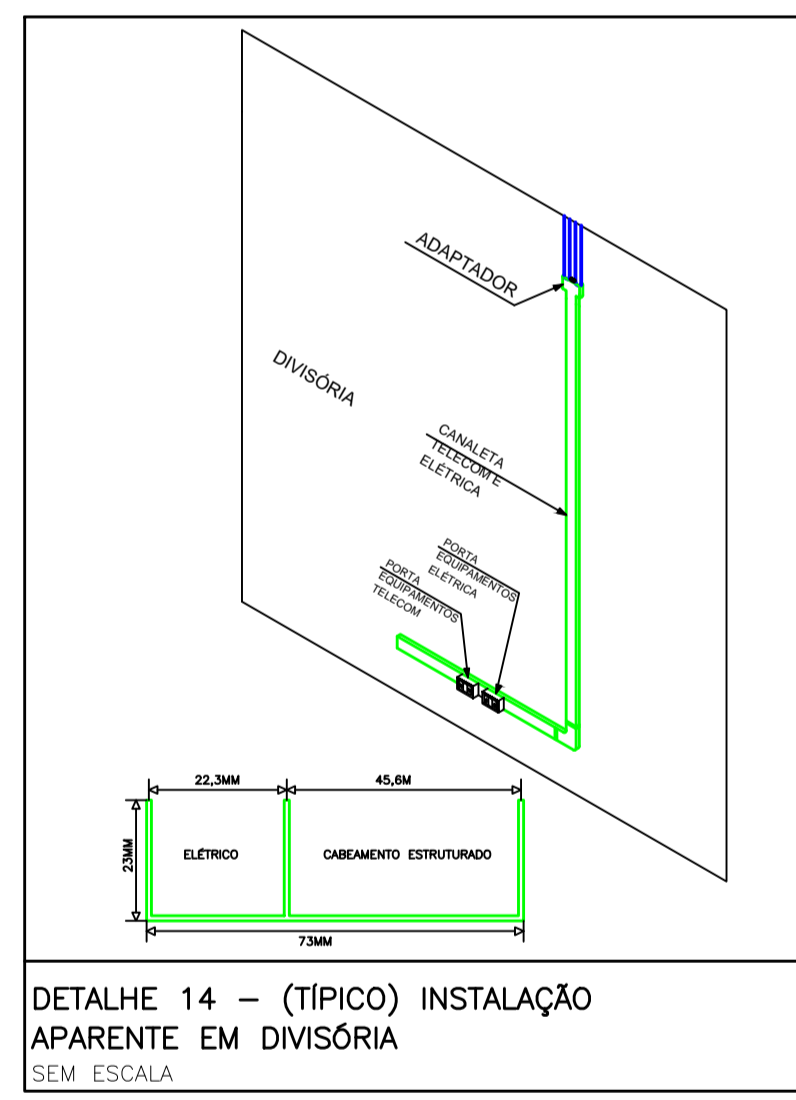 ADAPTADOR
DIVISÓRIA
CANALETA
TELECOM E
ELÉTRICA
PORTA
EQUIPAMENTOS
ELÉTRICA
PORTA
EQUIPAMENTOS
TELECOM
22,3MM
45,6M
23MM
ELÉTRICO
CABEAMENTO ESTRUTURADO
73MM
DETALHE 14 – (TÍPICO) INSTALAÇÃO
APARENTE EM DIVISÓRIA
SEM ESCALA